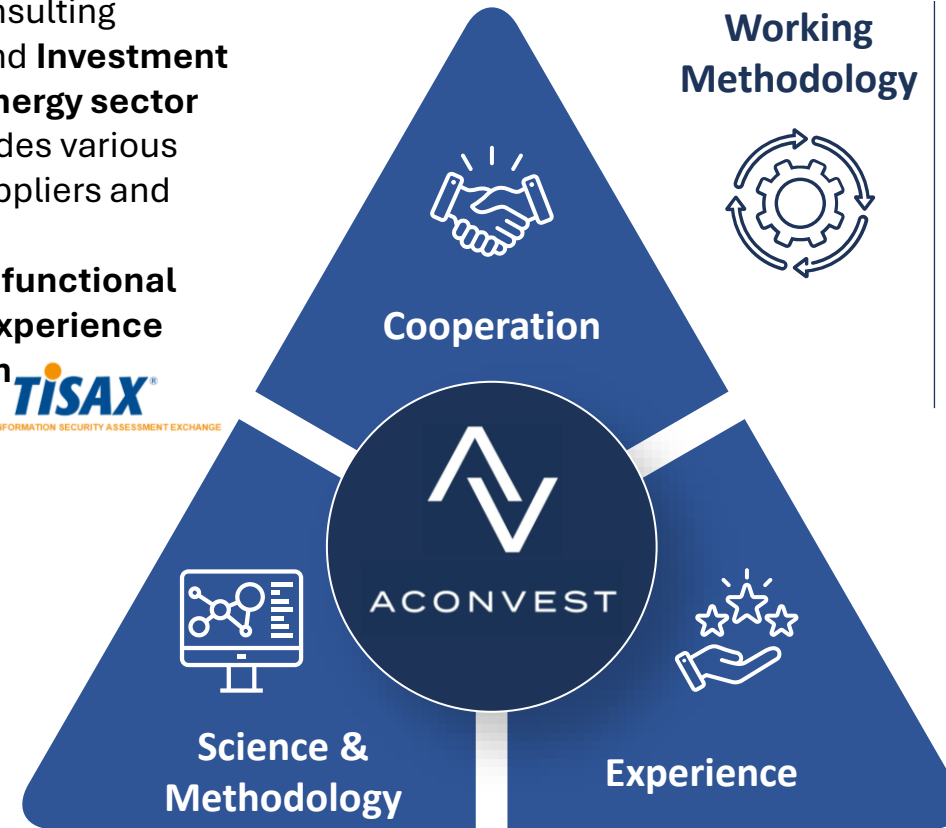 nsulting
nd Investment
nergy sector
des various
ppliers and
functional
xperience
n
TiSAX®
NFORMATION SECURITY ASSESSMENT EXCHANGE
Working
Methodology
Cooperation
ACONVEST
Science &
Methodology
Experience